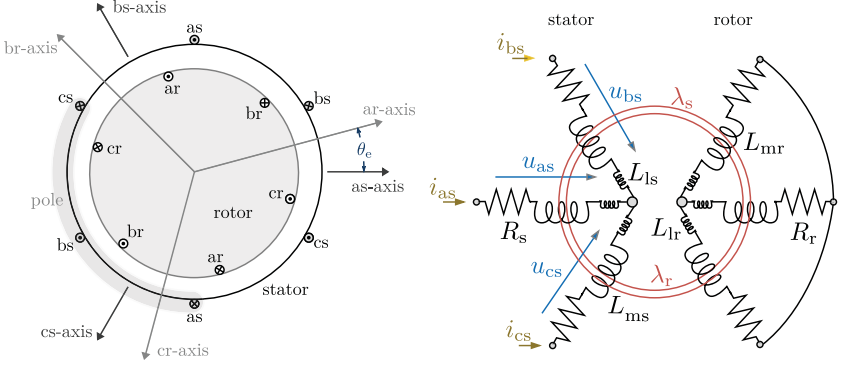 bs-axis
as
br-axis
ar
cs
bs
br
ar-axis
θe
cr
as-axis
pole
cr
rotor
br
bs
ar
cs
as
stator
cs-axis
cr-axis
stator
rotor
ibs
ubs
λs
Lmr
uas
Lls
ias
Rs
Llr
Rr
ucs
λr
Lms
ics